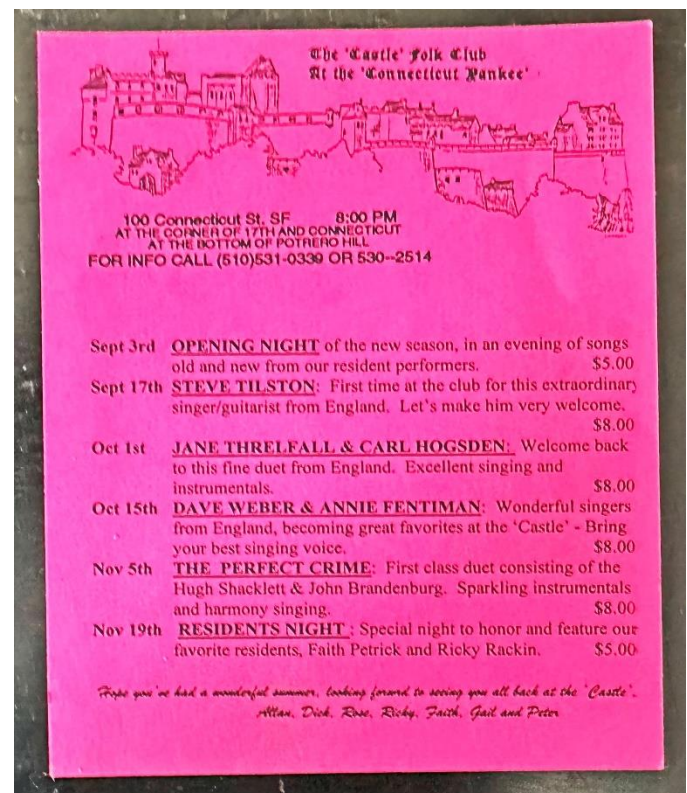 The 'Castle' Folk Club
At the 'Connecticut Yankee'
100 Connecticut St. SF 8:00 PM
AT THE CORNER OF 17TH AND CONNECTICUT
AT THE BOTTOM OF POTRERO HILL
FOR INFO CALL (510)531-0339 OR 530--2514
Sept 3rd OPENING NIGHT of the new season, in an evening of songs
old and new from our resident performers. $5.00
Sept 17th STEVE TILSTON: First time at the club for this extraordinary
singer/guitarist from England. Let's make him very welcome.
$8.00
Oct 1st JANE THRELFALL & CARL HOGSDEN: Welcome back
to this fine duet from England. Excellent singing and
instrumentals. $8.00
Oct 15th DAVE WEBER & ANNIE FENTIMAN: Wonderful singers
from England, becoming great favorites at the 'Castle' - Bring
your best singing voice. $8.00
Nov 5th THE PERFECT CRIME: First class duet consisting of the
Hugh Shacklett & John Brandenburg. Sparkling instrumentals
and harmony singing. $8.00
Nov 19th RESIDENTS NIGHT : Special night to honor and feature our
favorite residents, Faith Petrick and Ricky Rackin. $5.00
Hope you've had a wonderful summer, looking forward to seeing you all back at the 'Castle'.
Allan, Dick, Rose, Ricky, Faith, Gail and Peter